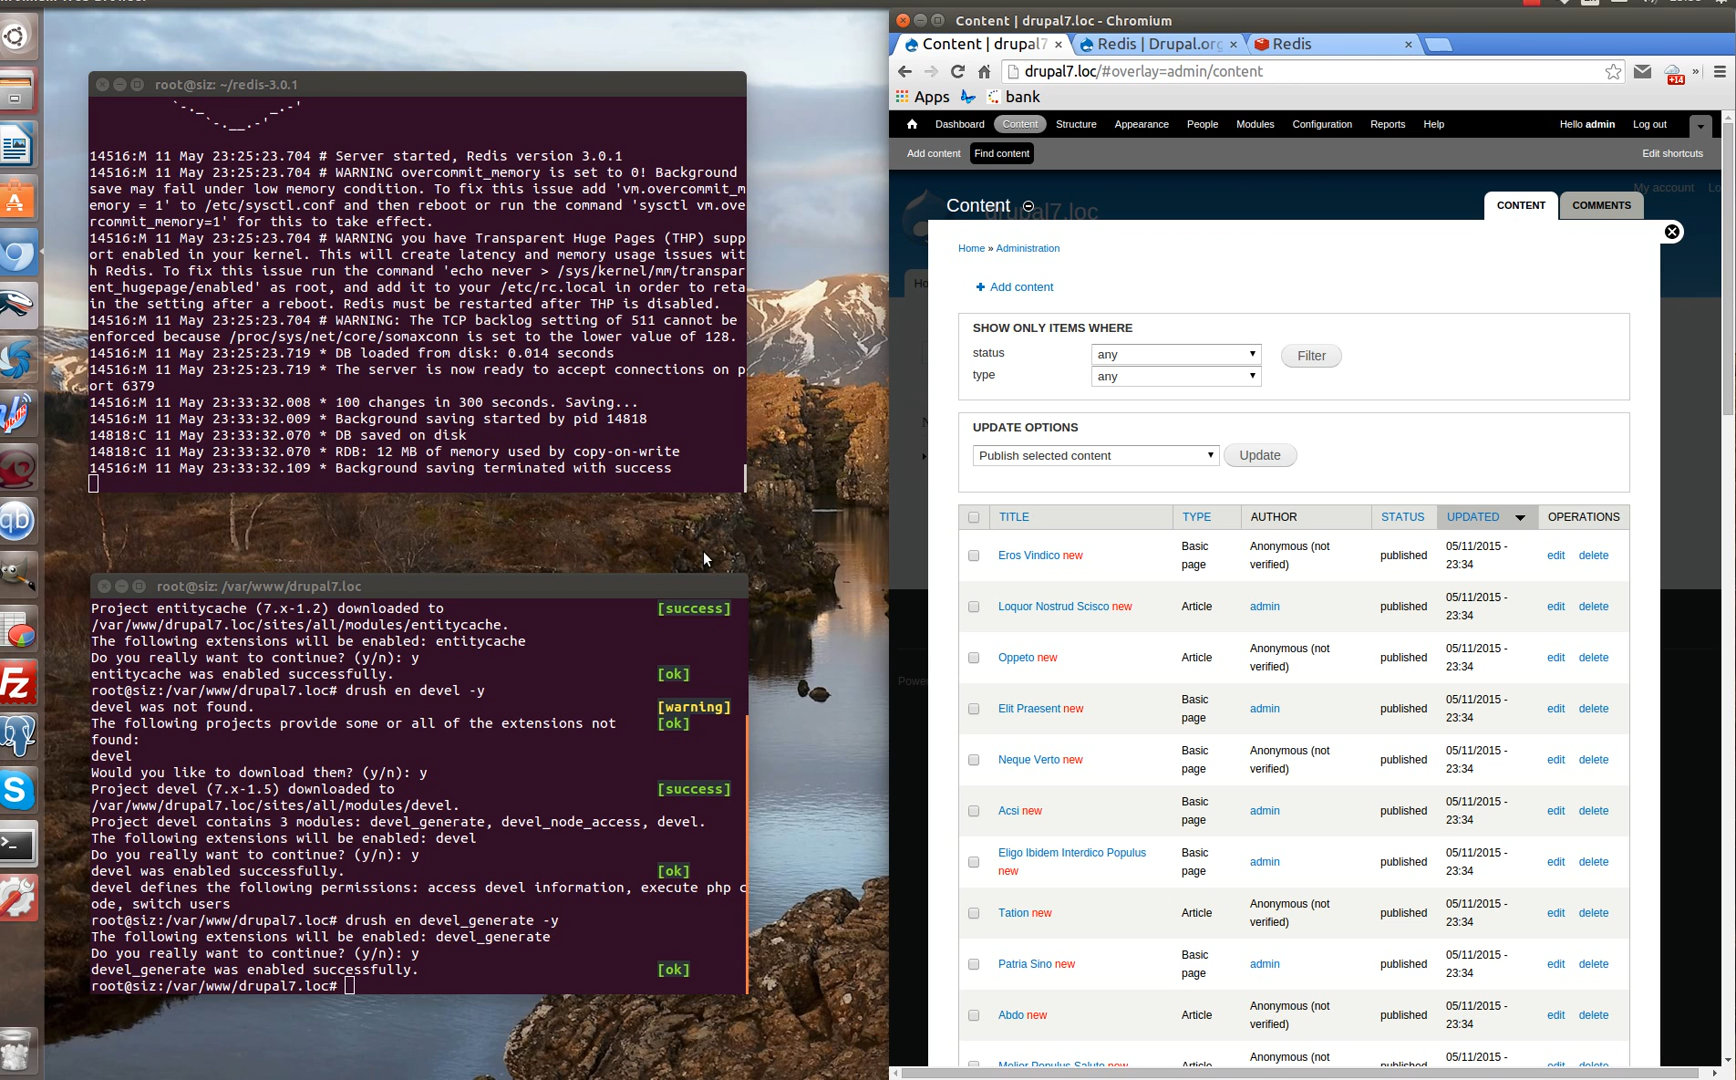 root@siz: ~/redis-3.0.1
14516:M 11 May 23:25:23.704 # Server started, Redis version 3.0.1
14516:M 11 May 23:25:23.704 # WARNING overcommit_memory is set to 0! Background
save may fail under low memory condition. To fix this issue add 'vm.overcommit_m
emory = 1' to /etc/sysctl.conf and then reboot or run the command 'sysctl vm.ove
rcommit_memory=1' for this to take effect.
14516:M 11 May 23:25:23.704 # WARNING you have Transparent Huge Pages (THP) supp
ort enabled in your kernel. This will create latency and memory usage issues wit
h Redis. To fix this issue run the command 'echo never > /sys/kernel/mm/transpar
ent_hugepage/enabled' as root, and add it to your /etc/rc.local in order to reta
in the setting after a reboot. Redis must be restarted after THP is disabled.
14516:M 11 May 23:25:23.704 # WARNING: The TCP backlog setting of 511 cannot be
enforced because /proc/sys/net/core/somaxconn is set to the lower value of 128.
14516:M 11 May 23:25:23.719 * DB loaded from disk: 0.014 seconds
14516:M 11 May 23:25:23.719 * The server is now ready to accept connections on p
ort 6379
14516:M 11 May 23:33:32.008 * 100 changes in 300 seconds. Saving...
14516:M 11 May 23:33:32.009 * Background saving started by pid 14818
14818:C 11 May 23:33:32.070 * DB saved on disk
14818:C 11 May 23:33:32.070 * RDB: 12 MB of memory used by copy-on-write
14516:M 11 May 23:33:32.109 * Background saving terminated with success
root@siz: /var/www/drupal7.loc
Project entitycache (7.x-1.2) downloaded to [success]
/var/www/drupal7.loc/sites/all/modules/entitycache.
The following extensions will be enabled: entitycache
Do you really want to continue? (y/n): y
entitycache was enabled successfully. [ok]
root@siz:/var/www/drupal7.loc# drush en devel -y
devel was not found. [warning]
The following projects provide some or all of the extensions not [ok]
found:
devel
Would you like to download them? (y/n): y
Project devel (7.x-1.5) downloaded to [success]
/var/www/drupal7.loc/sites/all/modules/devel.
Project devel contains 3 modules: devel_generate, devel_node_access, devel.
The following extensions will be enabled: devel
Do you really want to continue? (y/n): y
devel was enabled successfully. [ok]
devel defines the following permissions: access devel information, execute php c
ode, switch users
root@siz:/var/www/drupal7.loc# drush en devel_generate -y
The following extensions will be enabled: devel_generate
Do you really want to continue? (y/n): y
devel_generate was enabled successfully. [ok]
root@siz:/var/www/drupal7.loc#
Content | drupal7.loc - Chromium
Content | drupal7 Redis | Drupal.org Redis
drupal7.loc/#overlay=admin/content
+14
Apps bank
Dashboard Content Structure Appearance People Modules Configuration Reports Help Hello admin Log out
Add content Find content Edit shortcuts
My account Lo
Content drupal7.loc CONTENT COMMENTS
Home » Administration
+ Add content
SHOW ONLY ITEMS WHERE
status any Filter
type any
UPDATE OPTIONS
Publish selected content Update
TITLE TYPE AUTHOR STATUS UPDATED OPERATIONS
Eros Vindico new Basic page Anonymous (not verified) published 05/11/2015 - 23:34 edit delete
Loquor Nostrud Scisco new Article admin published 05/11/2015 - 23:34 edit delete
Oppeto new Article Anonymous (not verified) published 05/11/2015 - 23:34 edit delete
Elit Praesent new Basic page admin published 05/11/2015 - 23:34 edit delete
Neque Verto new Basic page Anonymous (not verified) published 05/11/2015 - 23:34 edit delete
Acsi new Basic page admin published 05/11/2015 - 23:34 edit delete
Eligo Ibidem Interdico Populus new Basic page admin published 05/11/2015 - 23:34 edit delete
Tation new Article Anonymous (not verified) published 05/11/2015 - 23:34 edit delete
Patria Sino new Basic page admin published 05/11/2015 - 23:34 edit delete
Abdo new Article Anonymous (not verified) published 05/11/2015 - 23:34 edit delete
Anonymous (not 05/11/2015 -